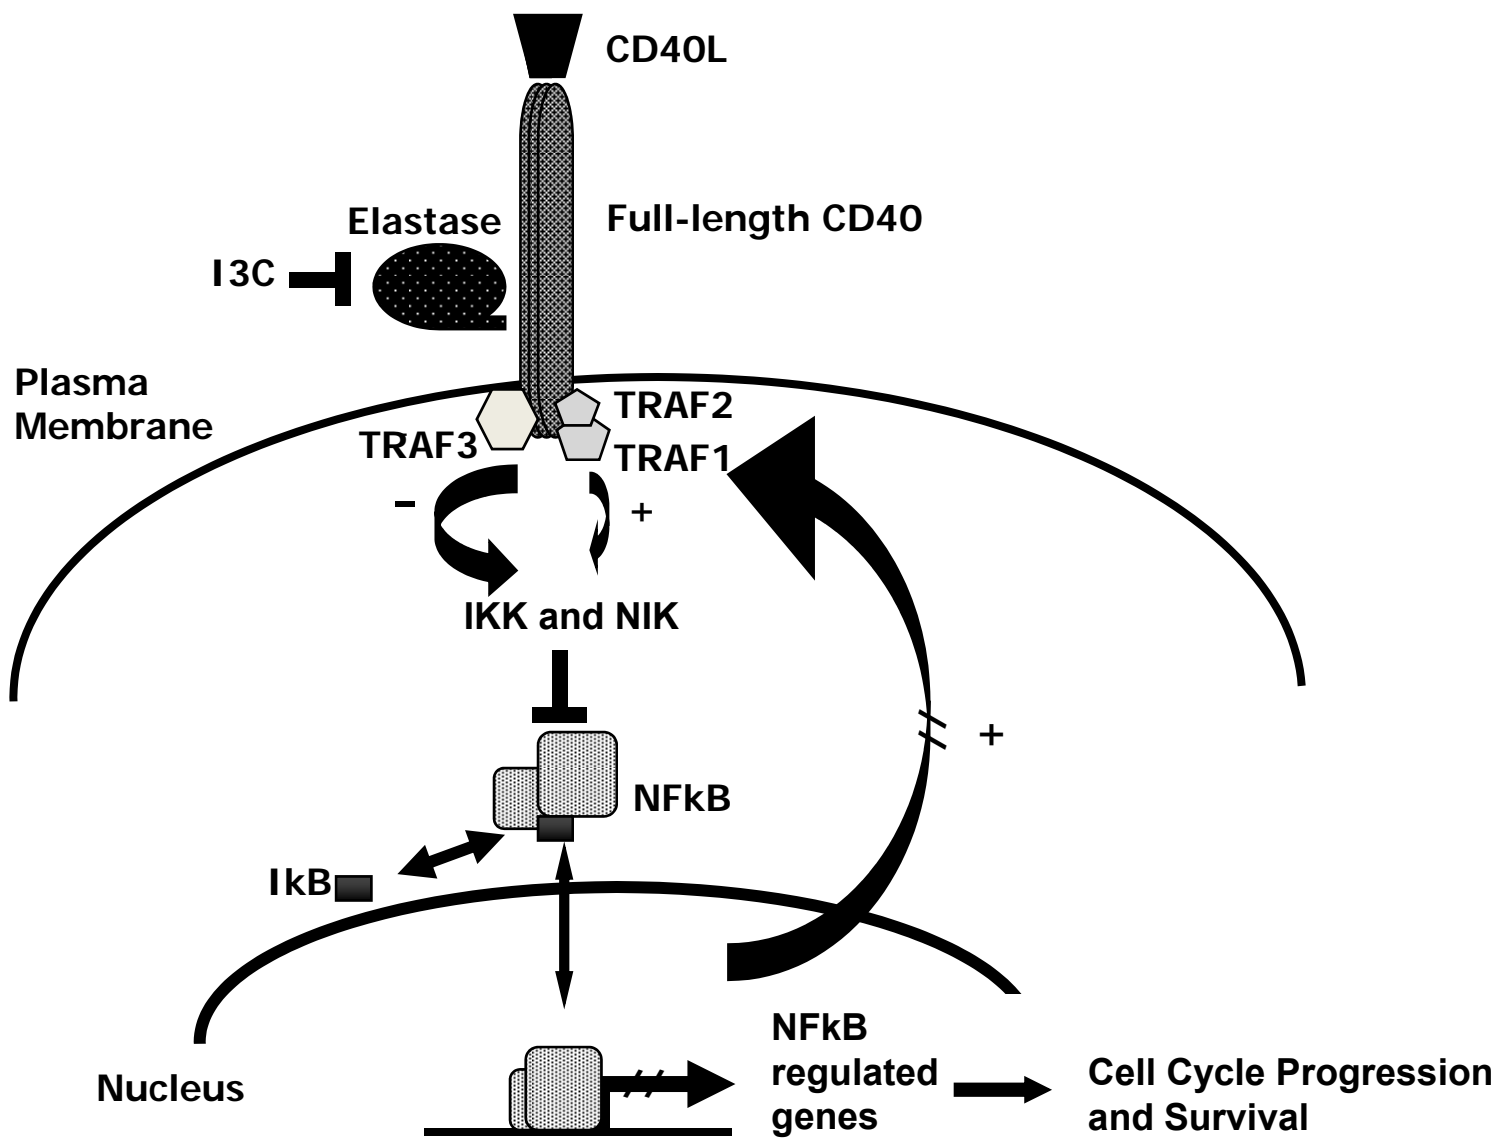 CD40L
Elastase
Full-length CD40
I3C
Plasma
Membrane
TRAF2
TRAF3
TRAF1
-
+
IKK and NIK
+
NFkB
IkB
NFkB
regulated
genes
Nucleus
Cell Cycle Progression
and Survival